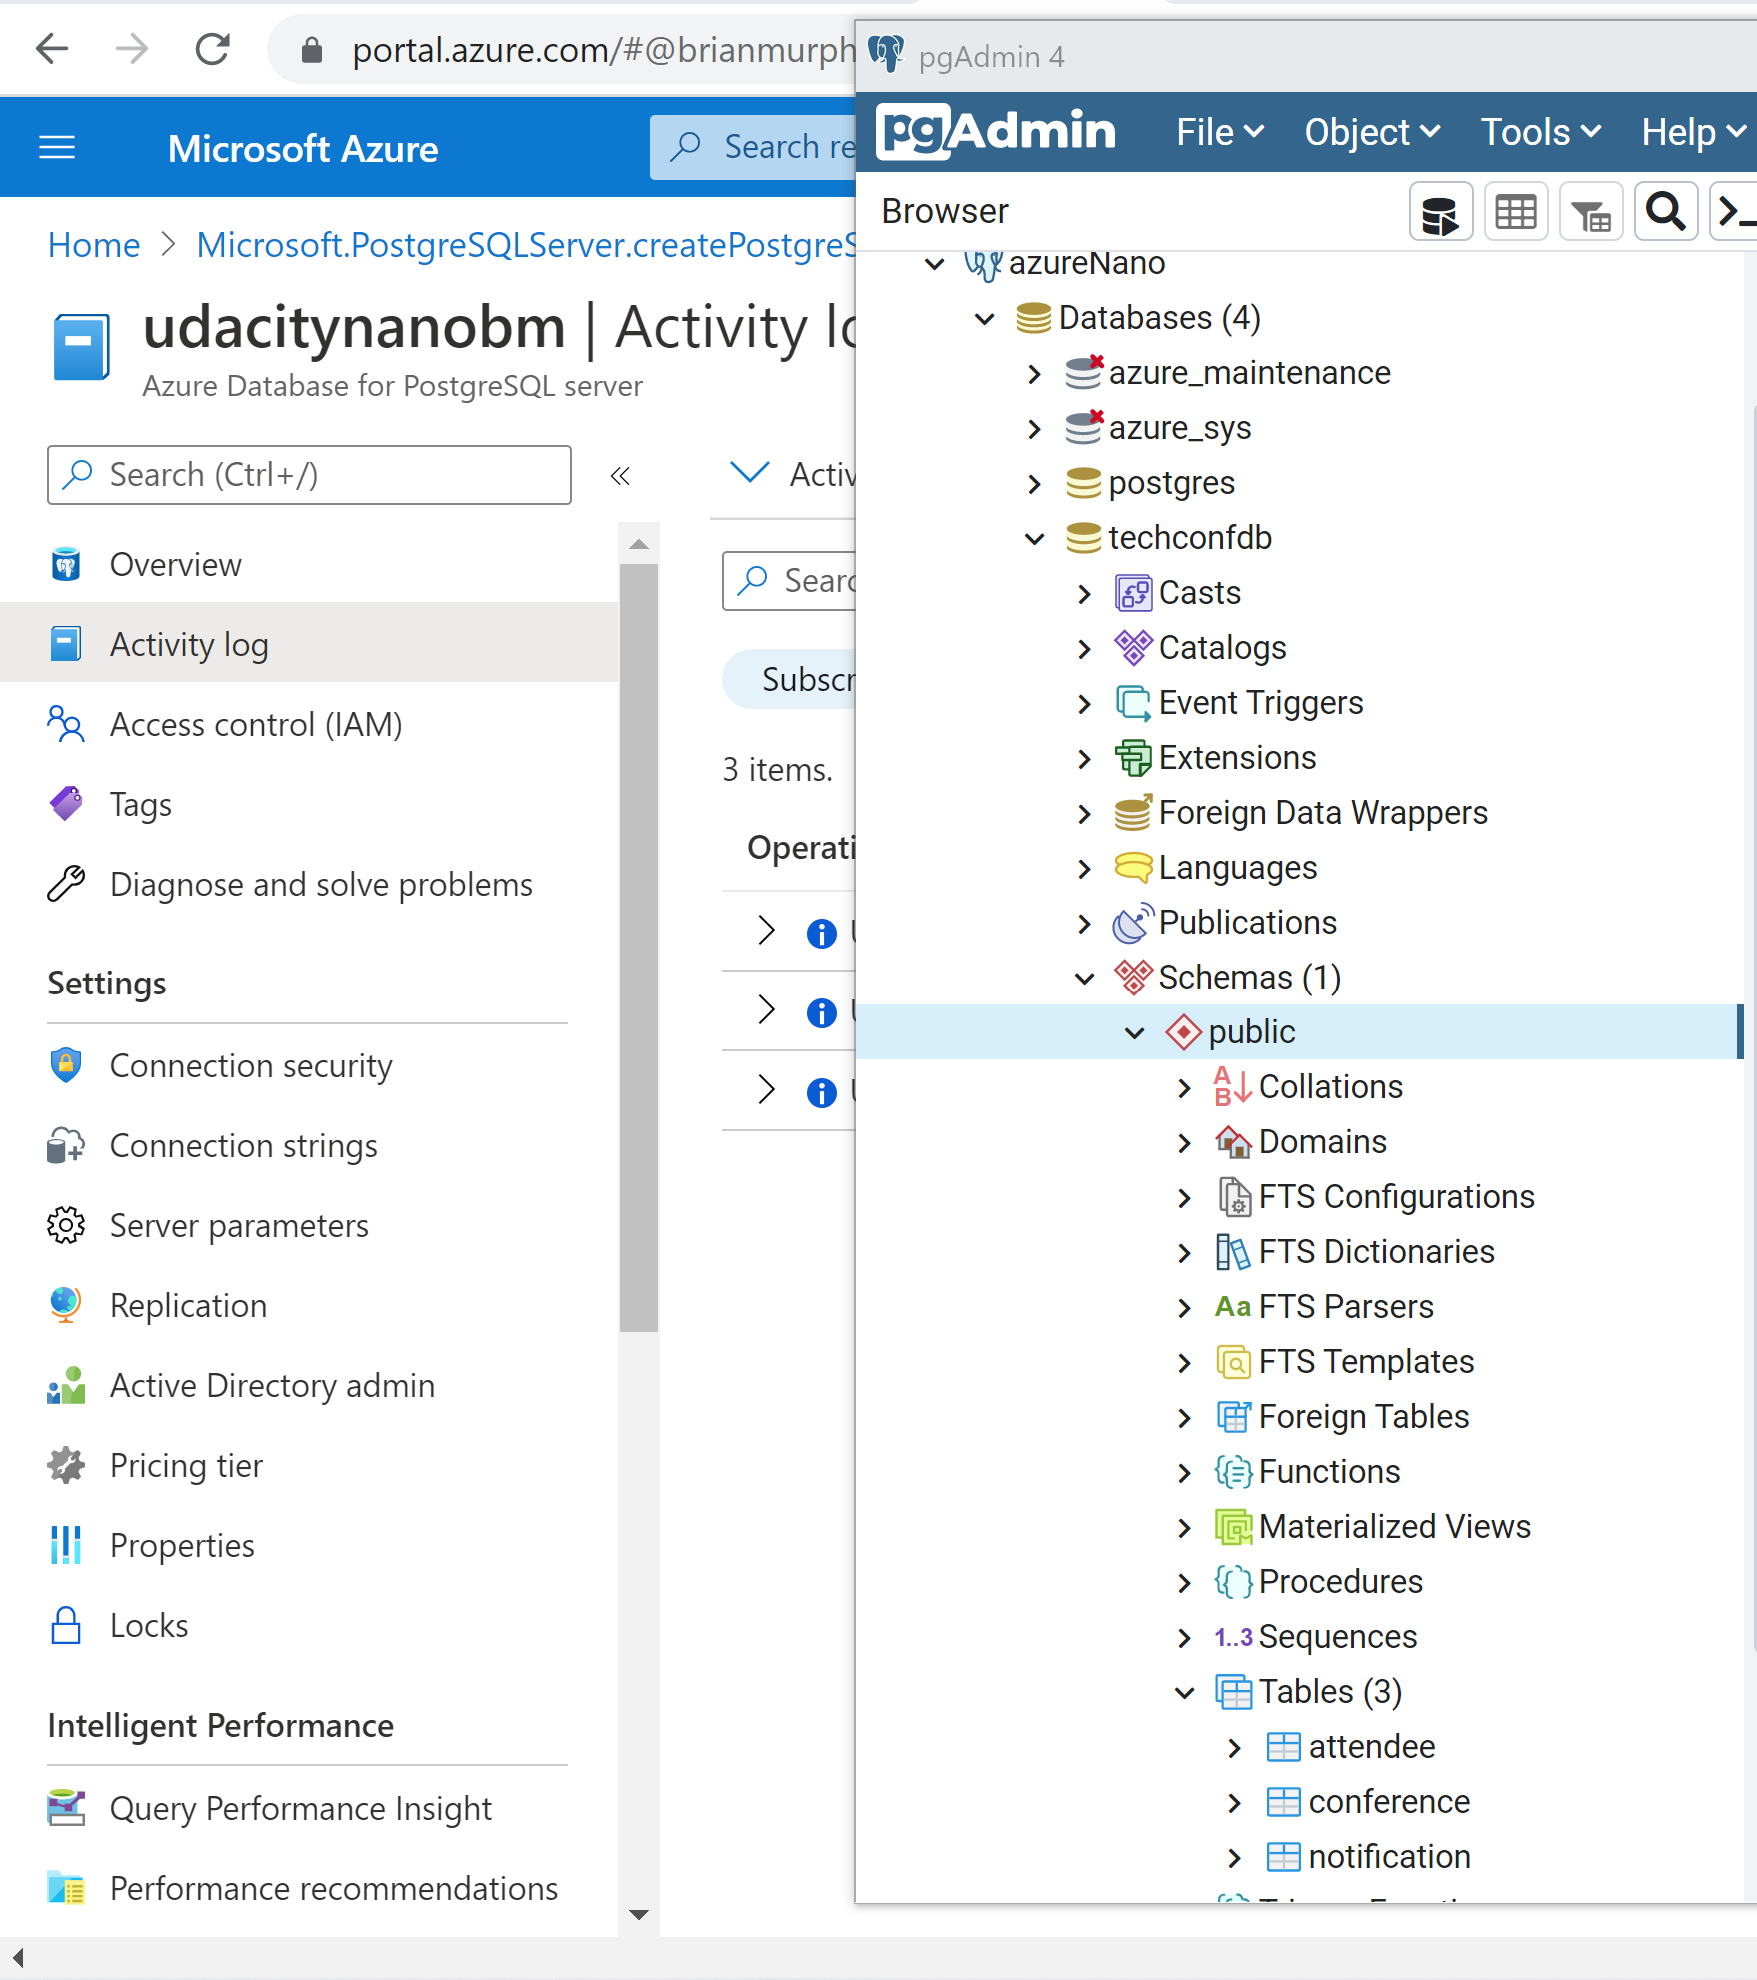 portal.azure.com/#@brianmurph
Microsoft Azure
Search re
Home > Microsoft.PostgreSQLServer.createPostgreS
udacitynanobm | Activity lo
Azure Database for PostgreSQL server
Search (Ctrl+/)
«
Overview
Activity log
Access control (IAM)
Tags
Diagnose and solve problems
Settings
Connection security
Connection strings
Server parameters
Replication
Active Directory admin
Pricing tier
Properties
Locks
Intelligent Performance
Query Performance Insight
Performance recommendations
Activ
Searc
Subscr
3 items.
Operati
pgAdmin 4
pgAdmin
File
Object
Tools
Help
Browser
azureNano
Databases (4)
azure_maintenance
azure_sys
postgres
techconfdb
Casts
Catalogs
Event Triggers
Extensions
Foreign Data Wrappers
Languages
Publications
Schemas (1)
public
Collations
Domains
FTS Configurations
FTS Dictionaries
Aa FTS Parsers
FTS Templates
Foreign Tables
Functions
Materialized Views
Procedures
1..3 Sequences
Tables (3)
attendee
conference
notification